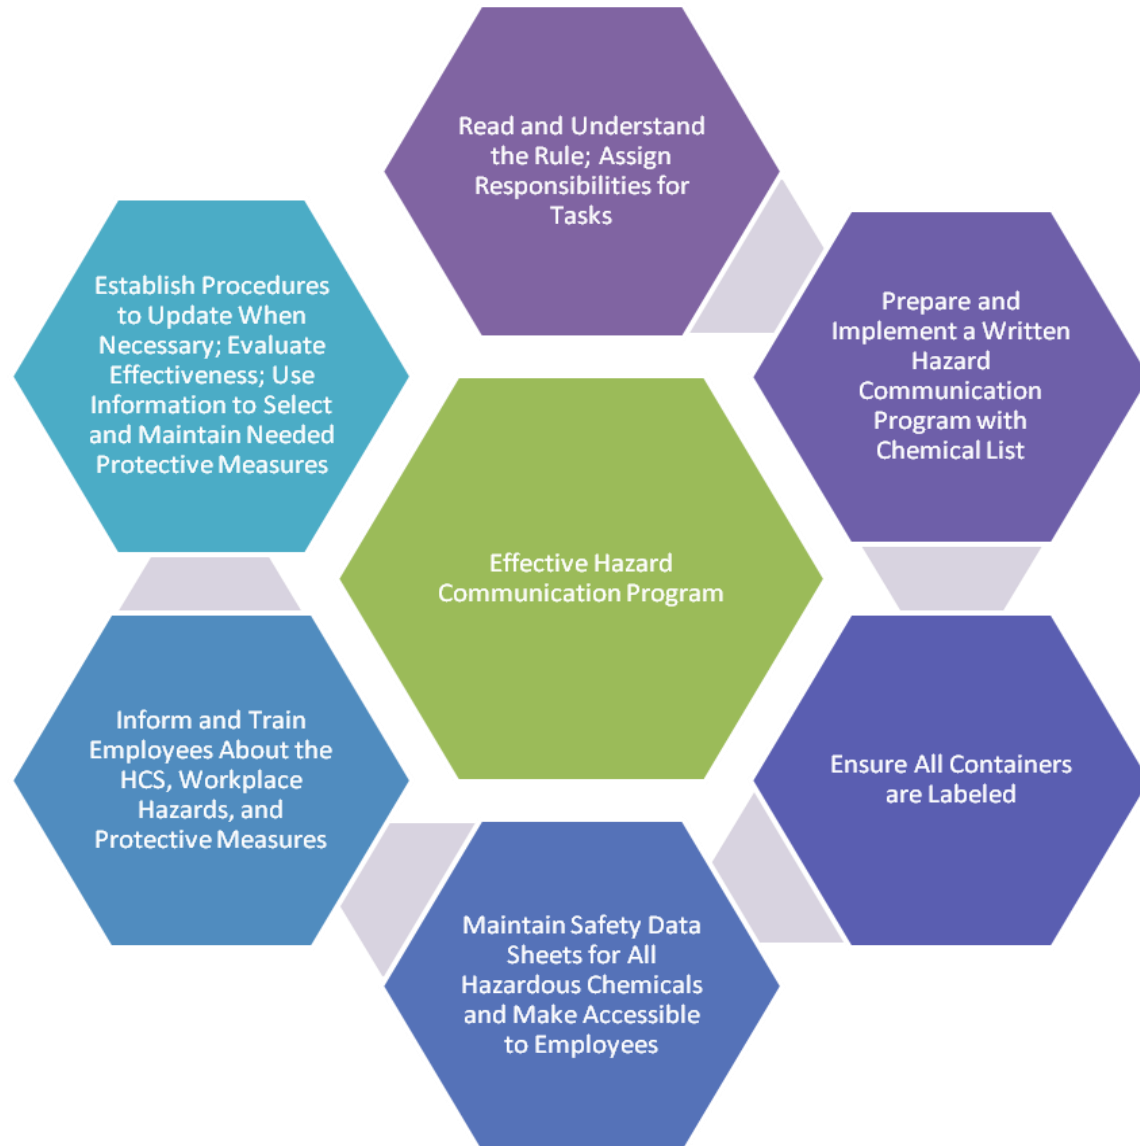 Read and Understand
the Rule; Assign
Responsibilities for
Tasks
Prepare and
Implement a Written
Hazard
Communication
Program with
Chemical List
Ensure All Containers
are Labeled
Maintain Safety Data
Sheets for All
Hazardous Chemicals
and Make Accessible
to Employees
Inform and Train
Employees About the
HCS, Workplace
Hazards, and
Protective Measures
Establish Procedures
to Update When
Necessary; Evaluate
Effectiveness; Use
Information to Select
and Maintain Needed
Protective Measures
Effective Hazard
Communication Program